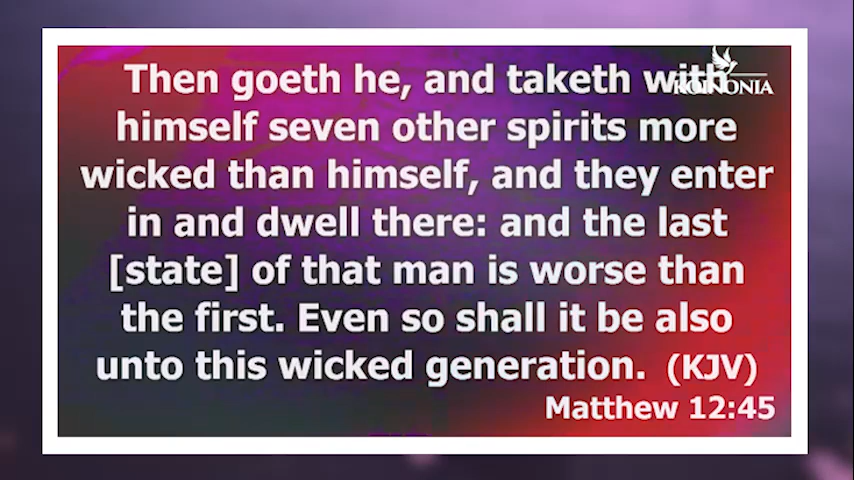 Then goeth he, and taketh with
KOINONIA
himself seven other spirits more
wicked than himself, and they enter
in and dwell there: and the last
[state] of that man is worse than
the first. Even so shall it be also
unto this wicked generation. (KJV)
Matthew 12:45